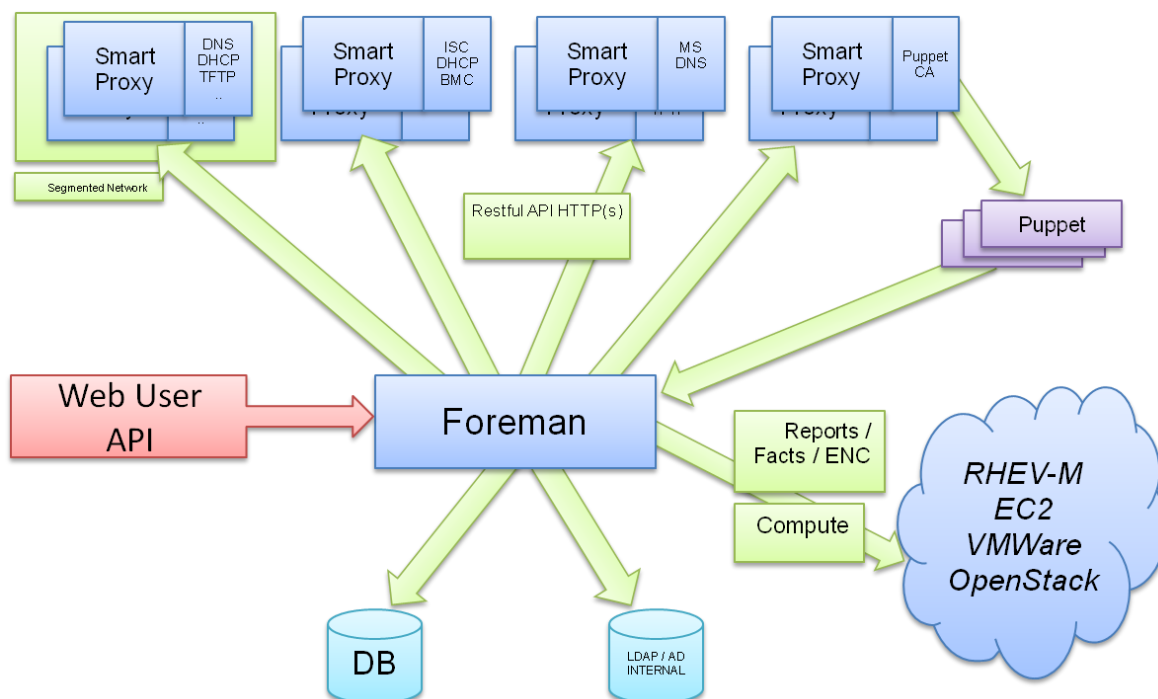 Smart
Proxy
DNS
DHCP
TFTP
..
..
Smart
Proxy
ISC
DHCP
BMC
Smart
Proxy
MS
DNS
Smart
Proxy
Puppet
CA
Segmented Network
Restful API HTTP(s)
Puppet
Web User
API
Foreman
Reports /
Facts / ENC
Compute
RHEV-M
EC2
VMWare
OpenStack
DB
LDAP / AD
INTERNAL